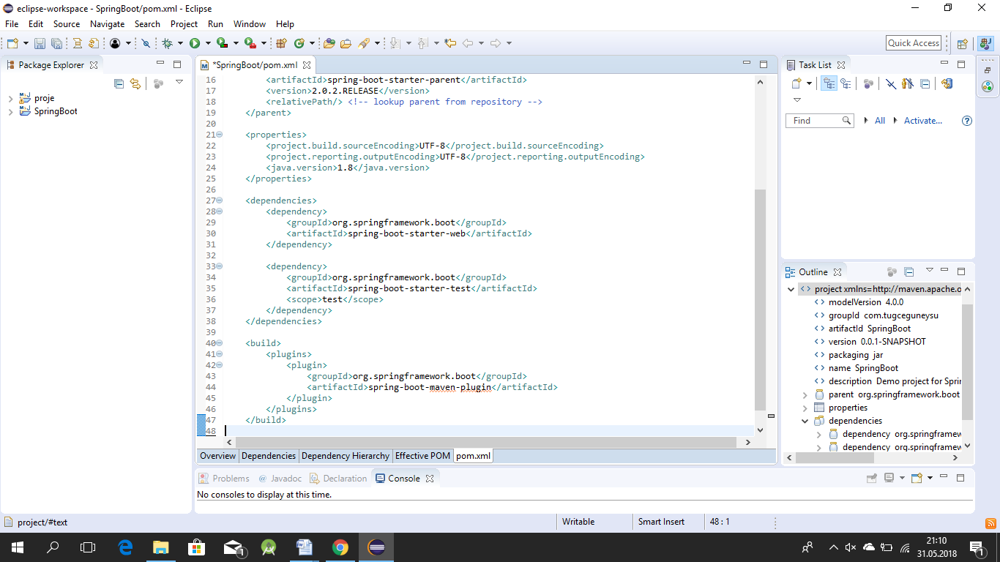 eclipse-workspace - SpringBoot/pom.xml - Eclipse
File Edit Source Navigate Search Project Run Window Help
Quick Access
Package Explorer
*SpringBoot/pom.xml
Task List
proje
SpringBoot
16 <artifactId>spring-boot-starter-parent</artifactId>
17 <version>2.0.2.RELEASE</version>
18 <relativePath/> <!-- lookup parent from repository -->
19 </parent>
20
21 <properties>
22 <project.build.sourceEncoding>UTF-8</project.build.sourceEncoding>
23 <project.reporting.outputEncoding>UTF-8</project.reporting.outputEncoding>
24 <java.version>1.8</java.version>
25 </properties>
26
27 <dependencies>
28 <dependency>
29 <groupId>org.springframework.boot</groupId>
30 <artifactId>spring-boot-starter-web</artifactId>
31 </dependency>
32
33 <dependency>
34 <groupId>org.springframework.boot</groupId>
35 <artifactId>spring-boot-starter-test</artifactId>
36 <scope>test</scope>
37 </dependency>
38 </dependencies>
39
40 <build>
41 <plugins>
42 <plugin>
43 <groupId>org.springframework.boot</groupId>
44 <artifactId>spring-boot-maven-plugin</artifactId>
45 </plugin>
46 </plugins>
47 </build>
48
Overview Dependencies Dependency Hierarchy Effective POM pom.xml
Find All Activate...
Outline
project xmlns=http://maven.apache.o
modelVersion 4.0.0
groupId com.tugceguneysu
artifactId SpringBoot
version 0.0.1-SNAPSHOT
packaging jar
name SpringBoot
description Demo project for Sprin
parent org.springframework.boot
properties
dependencies
dependency org.springframew
dependency org.springframew
Problems @ Javadoc Declaration Console
No consoles to display at this time.
project/#text Writable Smart Insert 48 : 1
21:10
31.05.2018
1
1